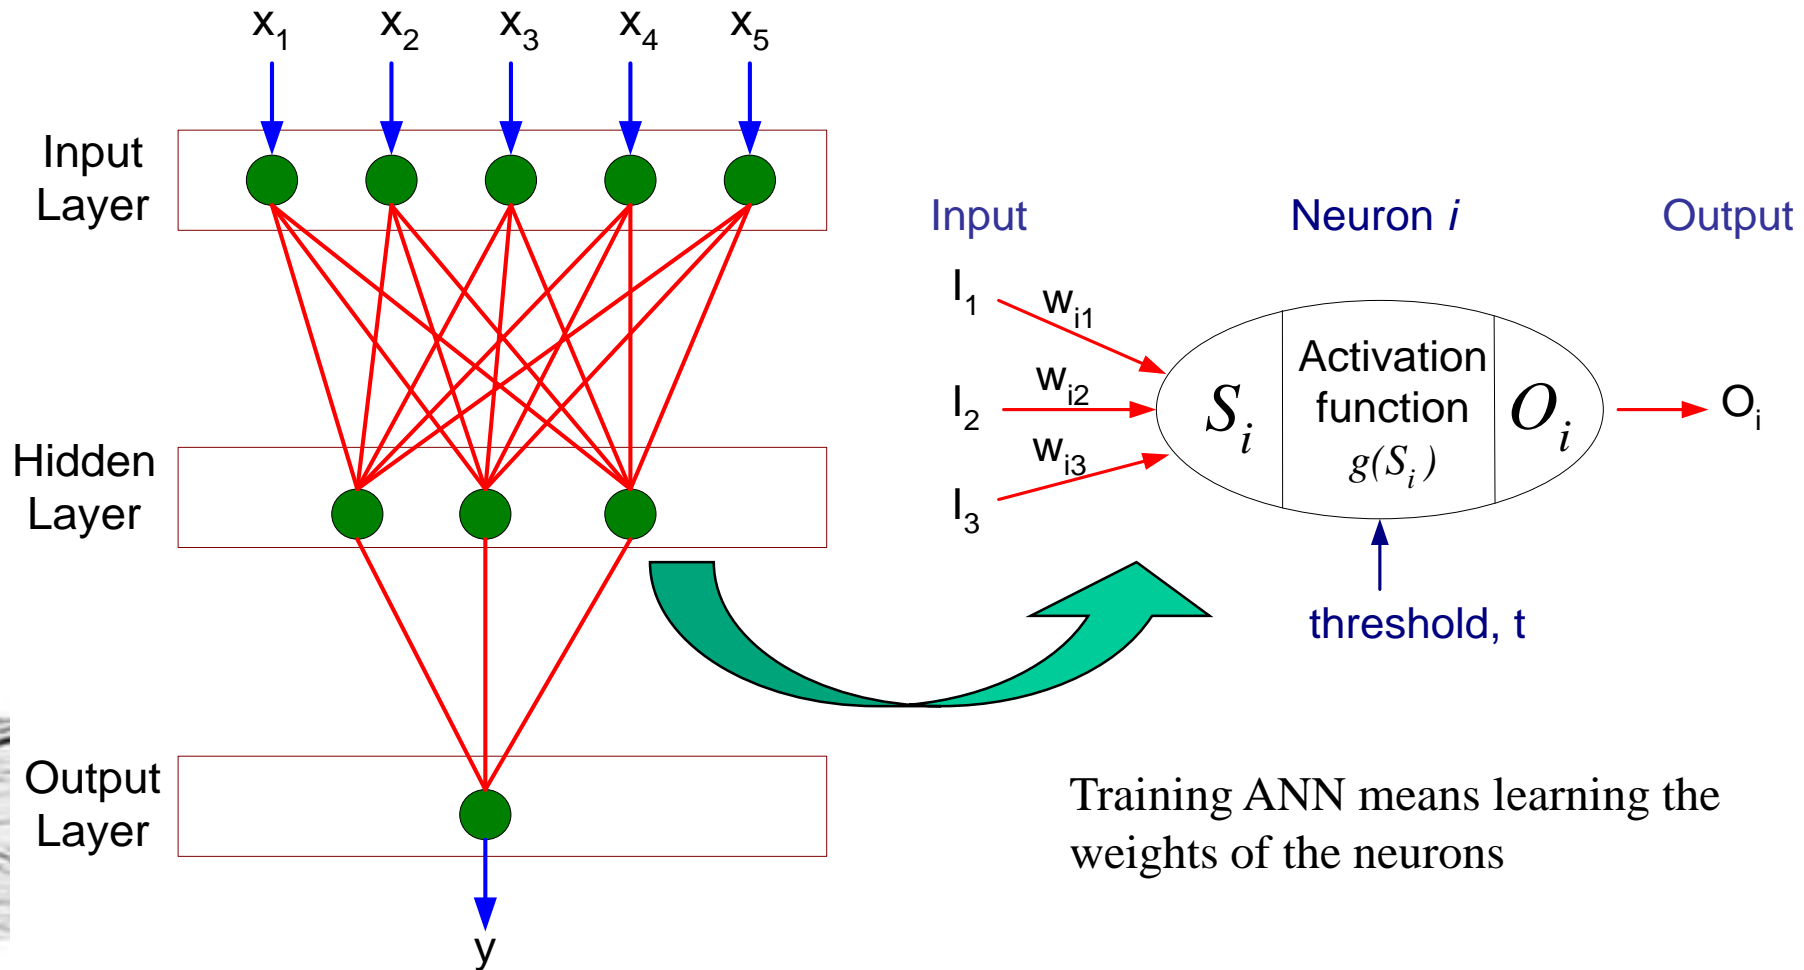 x₁ x₂ x₃ x₄ x₅
Input
Layer
Hidden
Layer
Output
Layer
y
Input Neuron i Output
I₁ wᵢ₁
I₂ wᵢ₂
I₃ wᵢ₃
Sᵢ
Activation
function
g(Sᵢ)
Oᵢ
Oᵢ
threshold, t
Training ANN means learning the
weights of the neurons